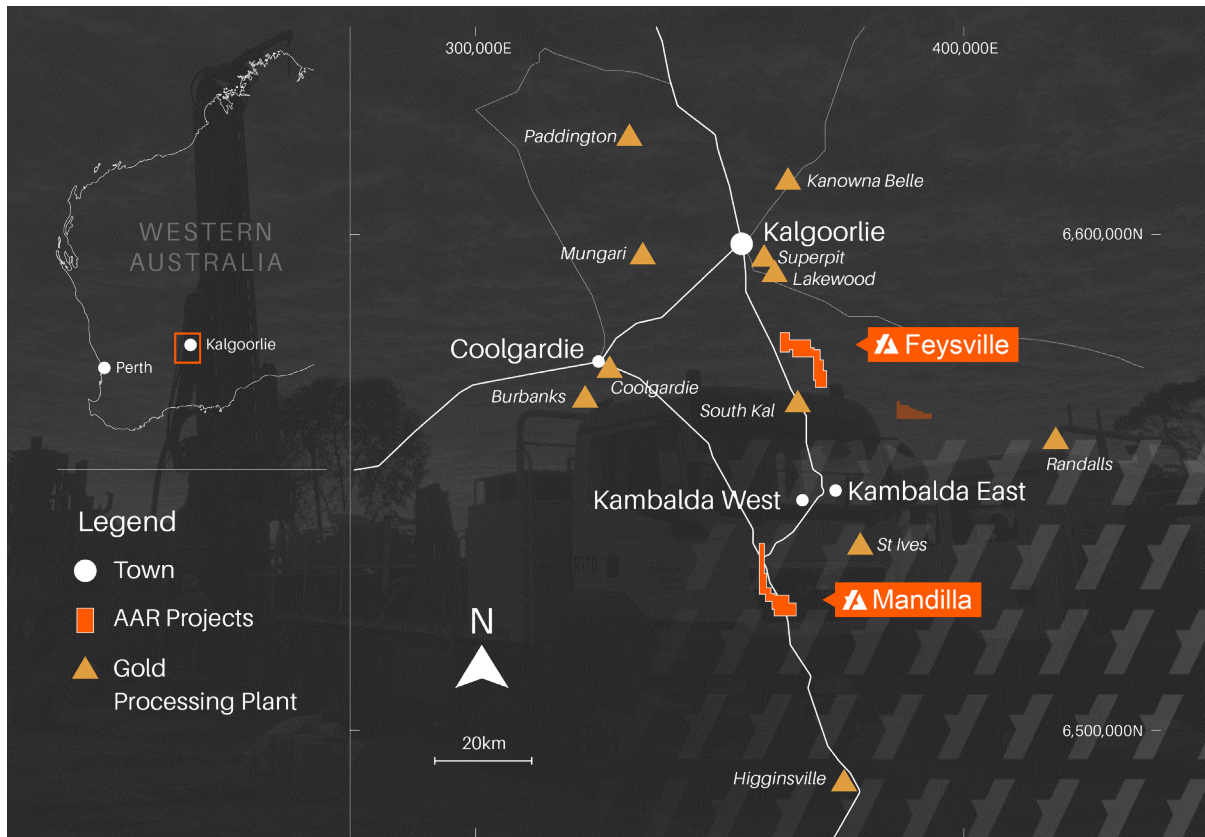 300,000E
400,000E
Paddington
Kanowna Belle
WESTERN
AUSTRALIA
Kalgoorlie
6,600,000N
Mungari
Superpit
Lakewood
Kalgoorlie
Perth
Feysville
Coolgardie
Coolgardie
Burbanks
South Kal
Randalls
Kambalda West
Kambalda East
Legend
St Ives
Town
Mandilla
AAR Projects
N
Gold
Processing Plant
6,500,000N
20km
Higginsville